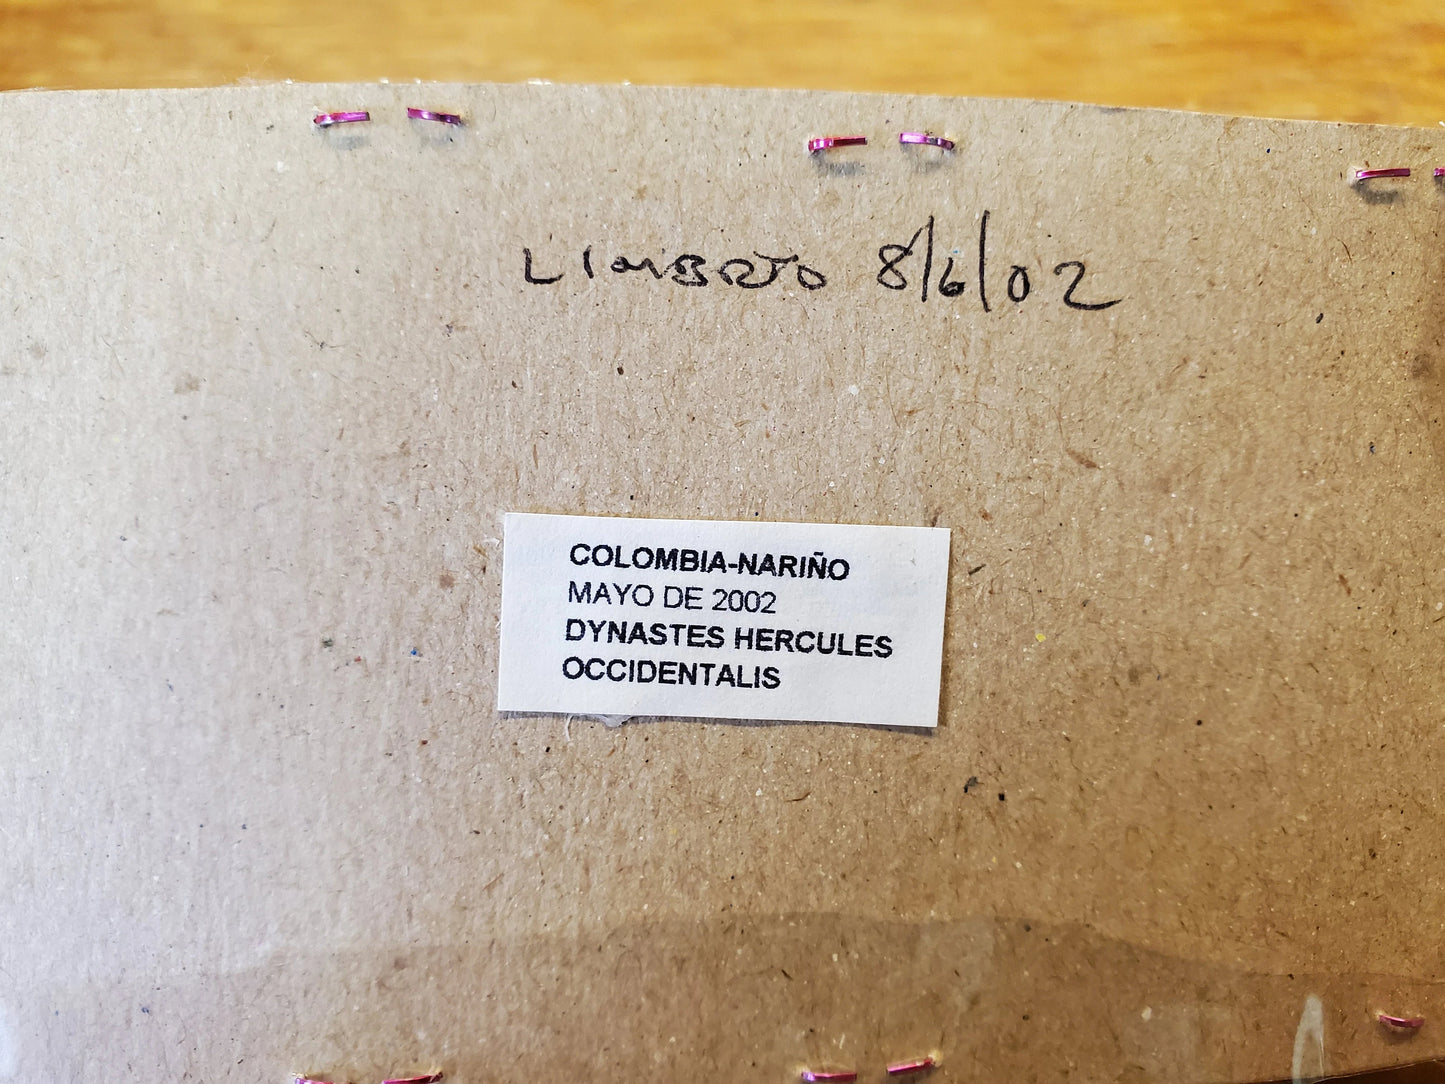 8/6/02
COLOMBIA-NARIÑO
MAYO DE 2002
DYNASTES HERCULES
OCCIDENTALIS